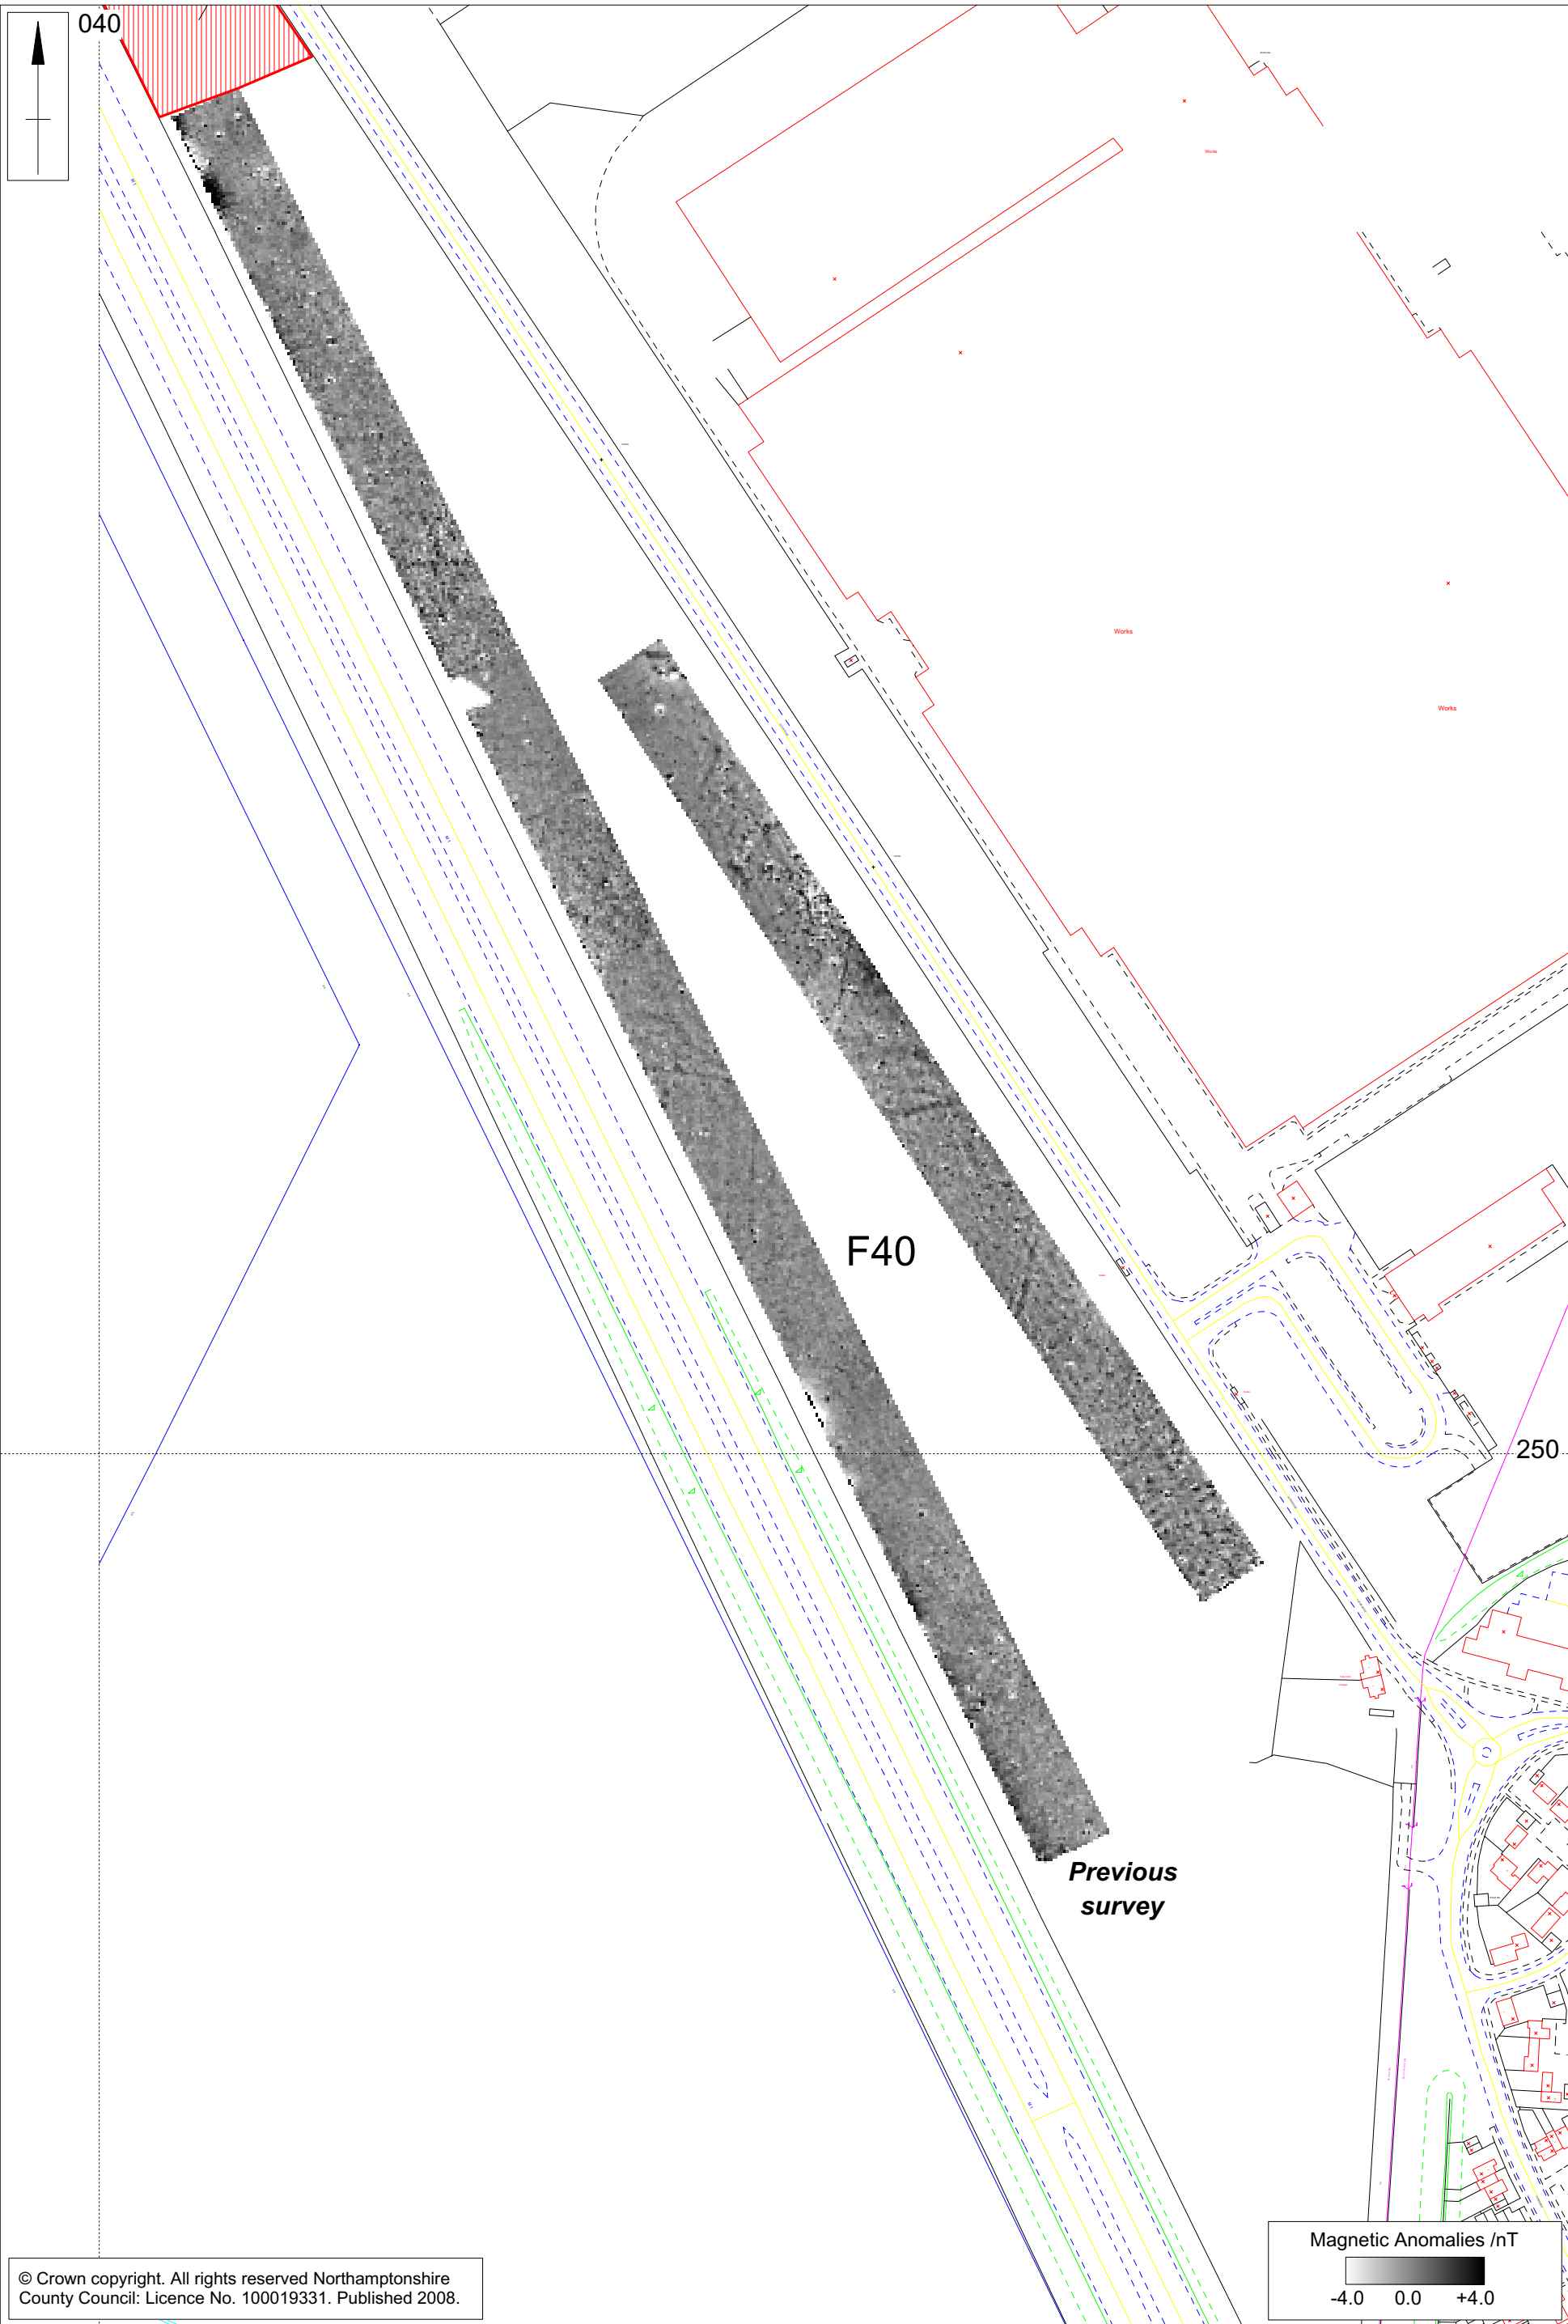 040
Works
Works
Works
F40
250
Previous
survey
Magnetic Anomalies /nT
-4.0 0.0 +4.0
© Crown copyright. All rights reserved Northamptonshire
County Council: Licence No. 100019331. Published 2008.